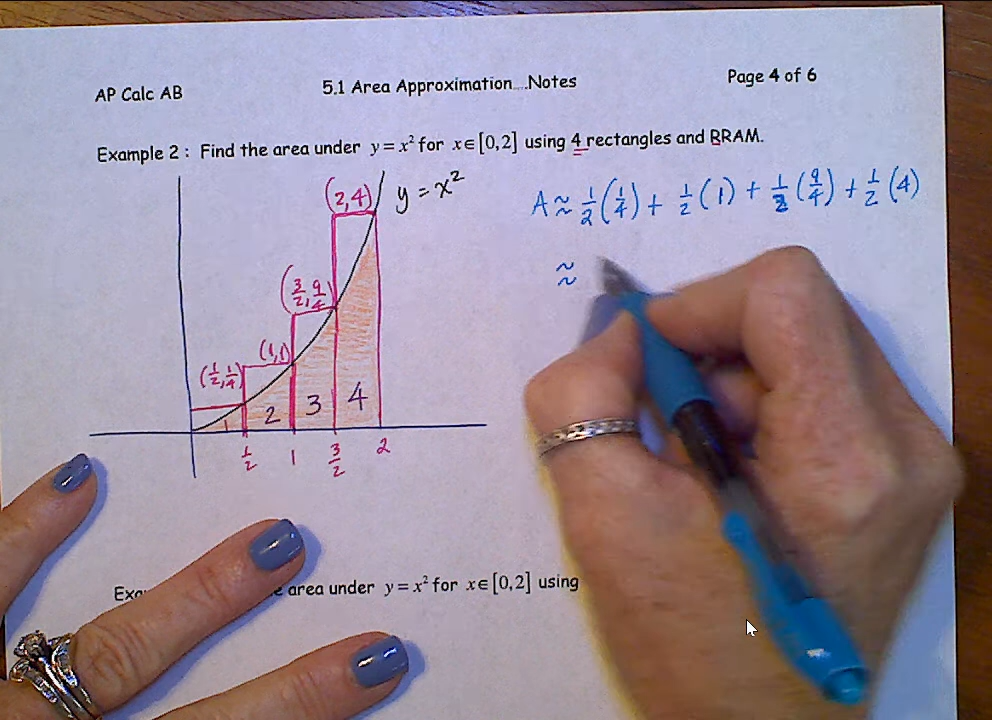 AP Calc AB 5.1 Area Approximation...Notes Page 4 of 6
Example 2 : Find the area under y = x² for x ∈ [0,2] using 4 rectangles and BRAM.
(2,4) y = x²
A ≈ 1/2 (1/4) + 1/2 (1) + 1/2 (9/4) + 1/2 (4)
≈
(3/2, 9/4)
(1,1)
(1/2, 1/4)
1 2 3 4
1/2 1 3/2 2
area under y = x² for x ∈ [0,2] using